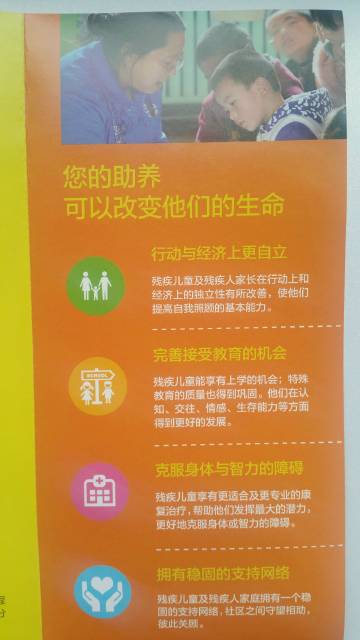 您的助养
可以改变他们的生命
行动与经济上更自立
残疾儿童及残疾人家长在行动上和
经济上的独立性有所改善，使他们
提高自我照顾的基本能力。
完善接受教育的机会
SCHOOL
残疾儿童能享有上学的机会；特殊
教育的质量也得到巩固。他们在认
知、交往、情感、生存能力等方面
得到更好的发展。
克服身体与智力的障碍
残疾儿童享有更适合及更专业的康
复治疗，帮助他们发挥最大的潜力，
更好地克服身体或智力的障碍。
拥有稳固的支持网络
残疾儿童及残疾人家庭拥有一个稳
固的支持网络，社区之间守望相助，
彼此关顾。